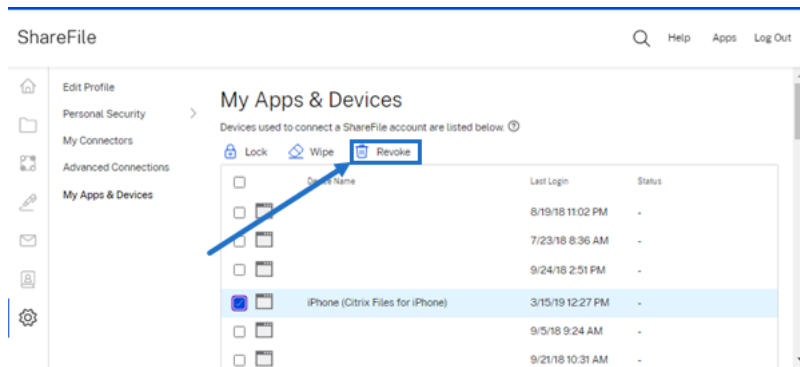 ShareFile
Help Apps Log Out
Edit Profile
Personal Security
My Connectors
Advanced Connections
My Apps & Devices
My Apps & Devices
Devices used to connect a ShareFile account are listed below.
Lock Wipe Revoke
Device Name Last Login Status
8/19/18 11:02 PM -
7/23/18 8:36 AM -
9/24/18 2:51 PM -
iPhone (Citrix Files for iPhone) 3/15/19 12:27 PM -
9/5/18 9:24 AM -
9/21/18 10:31 AM -